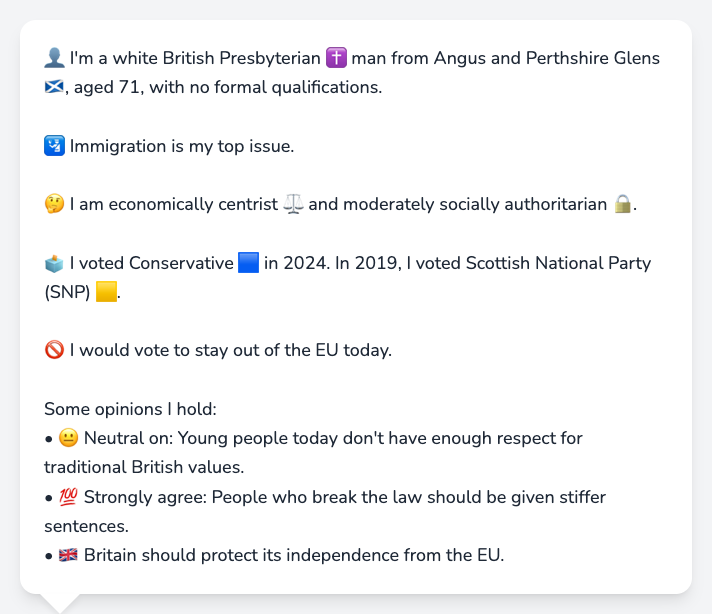 👤 I'm a white British Presbyterian ✝️ man from Angus and Perthshire Glens
🏴󠁧󠁢󠁳󠁣󠁴󠁿, aged 71, with no formal qualifications.
🛂 Immigration is my top issue.
🤔 I am economically centrist ⚖️ and moderately socially authoritarian 🔒.
🗳️ I voted Conservative 🟦 in 2024. In 2019, I voted Scottish National Party
(SNP) 🟨.
🚫 I would vote to stay out of the EU today.
Some opinions I hold:
• 😐 Neutral on: Young people today don't have enough respect for
traditional British values.
• 💯 Strongly agree: People who break the law should be given stiffer
sentences.
• 🇬🇧 Britain should protect its independence from the EU.